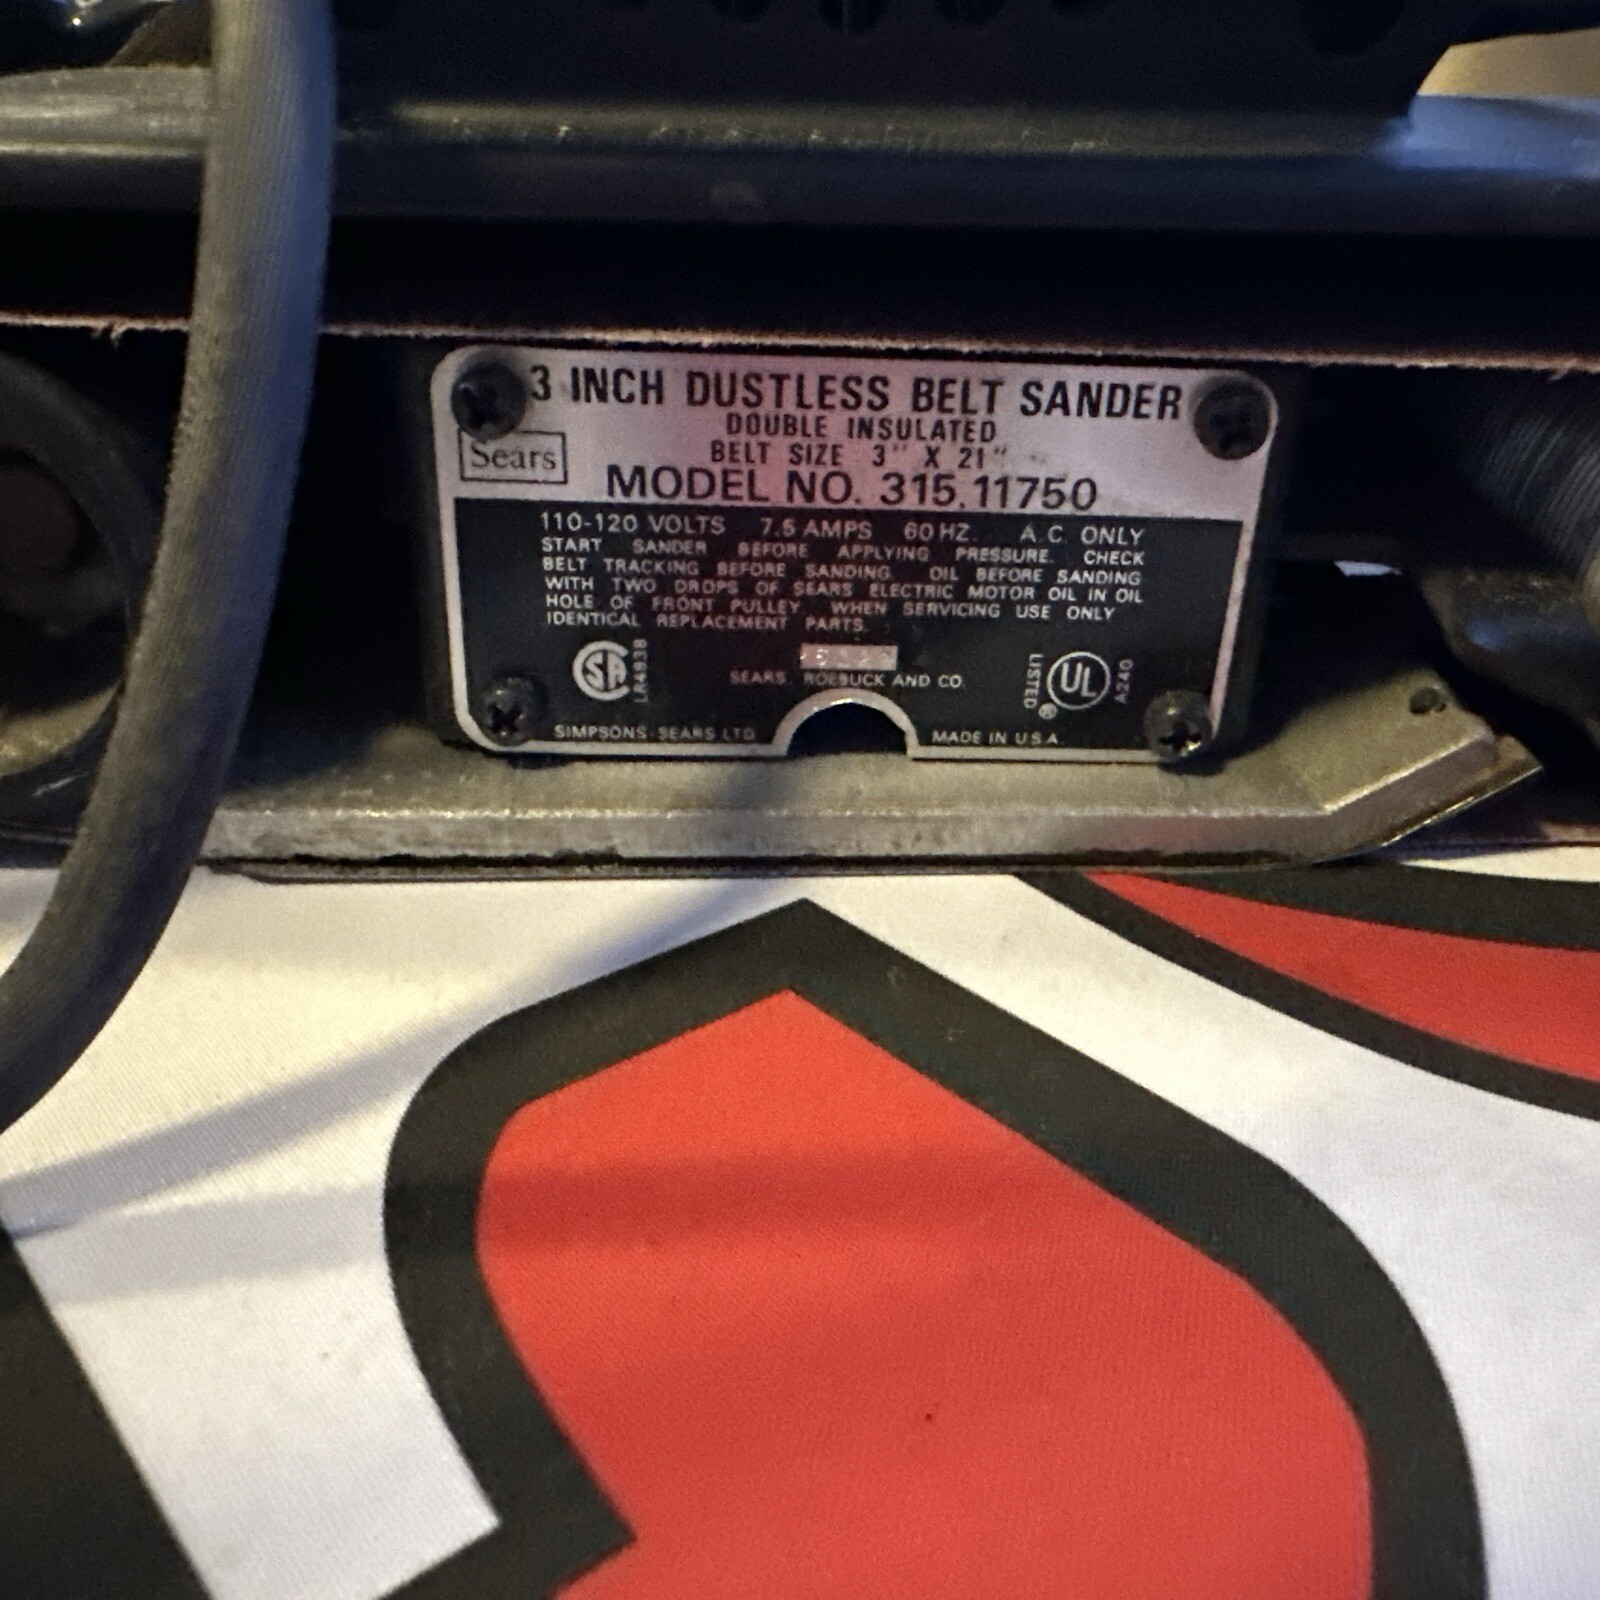 3 INCH DUSTLESS BELT SANDER
DOUBLE INSULATED
Sears
BELT SIZE 3" X 21"
MODEL NO. 315.11750
110-120 VOLTS 7.5 AMPS 60 HZ. A.C. ONLY
START SANDER BEFORE APPLYING PRESSURE. CHECK
BELT TRACKING BEFORE SANDING. OIL BEFORE SANDING
WITH TWO DROPS OF SEARS ELECTRIC MOTOR OIL IN OIL
HOLE OF FRONT PULLEY. WHEN SERVICING USE ONLY
IDENTICAL REPLACEMENT PARTS.
SA
LR4938
SEARS, ROEBUCK AND CO.
LISTED
UL
®
A240
SIMPSONS-SEARS LTD.
MADE IN U.S.A.